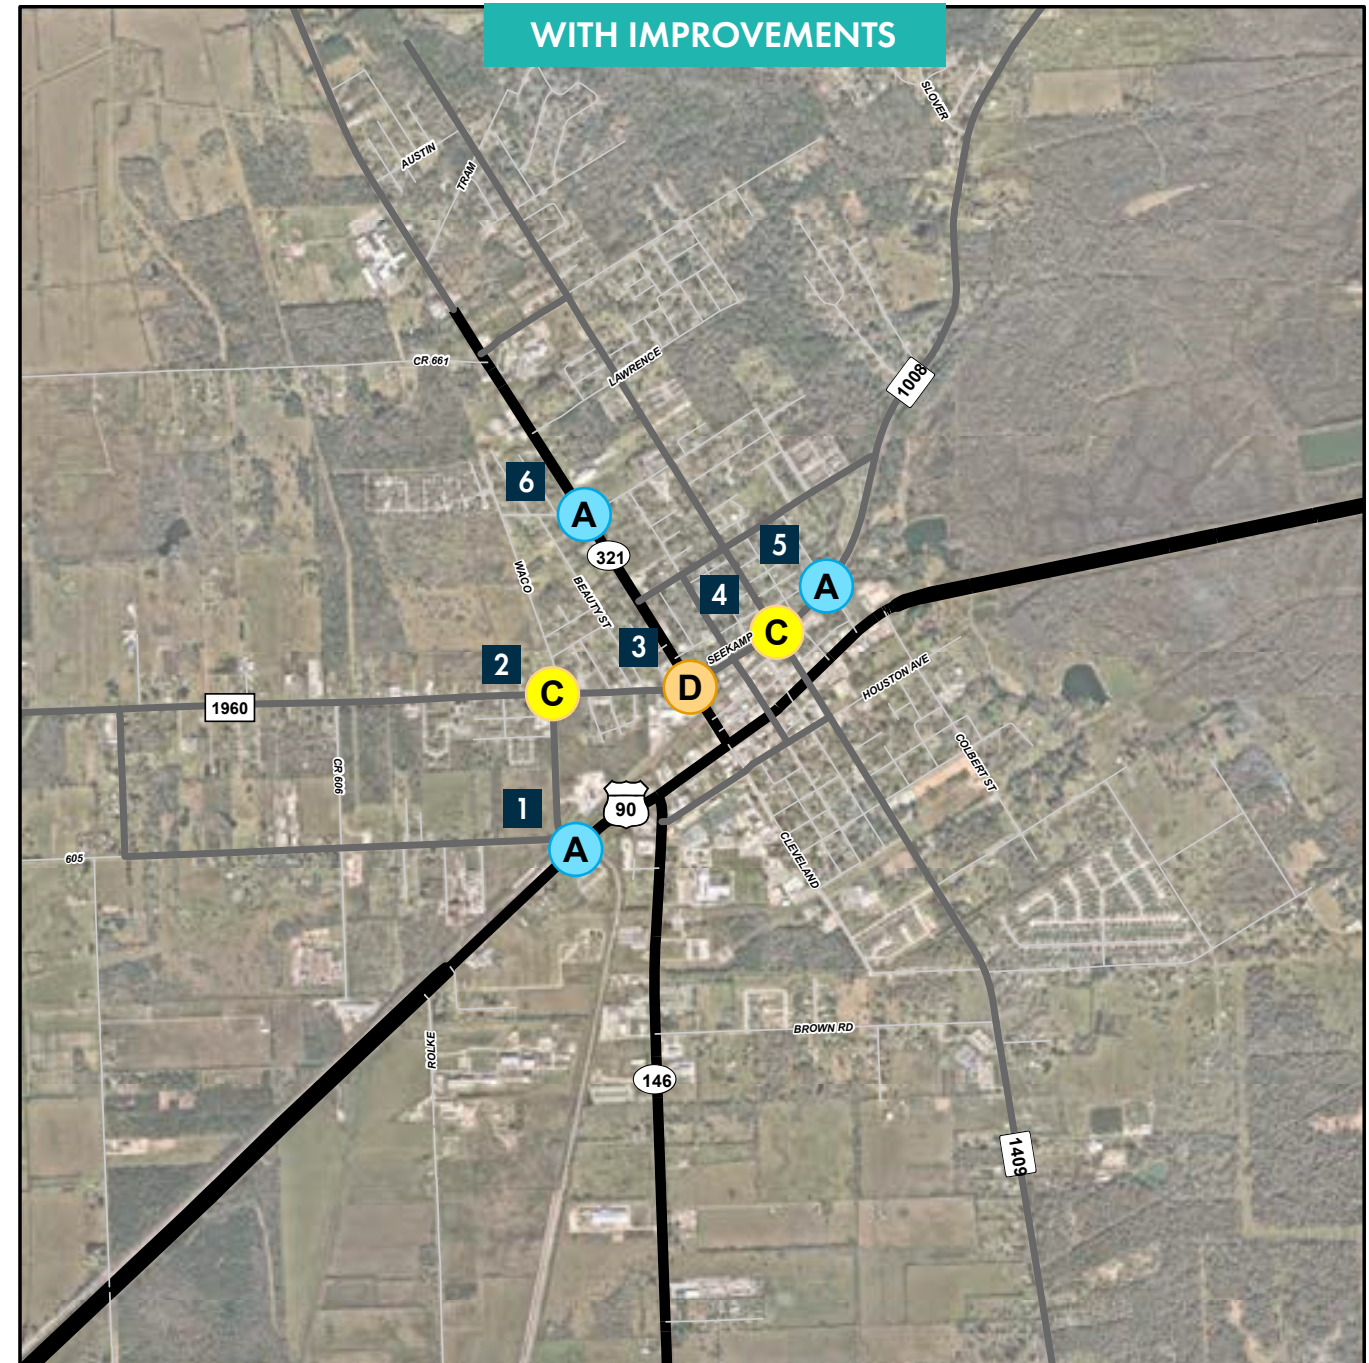 WITH IMPROVEMENTS
SLOVER
AUSTIN
TRAM
CR 661
LAWRENCE
1008
6
A
321
5
WACO
BEAUTY ST
4
A
3
SEEKAMP
C
2
C
D
HOUSTON AVE
1960
CR 606
COLBERT ST
1
90
A
605
CLEVELAND
BROWN RD
ROLKE
146
1409